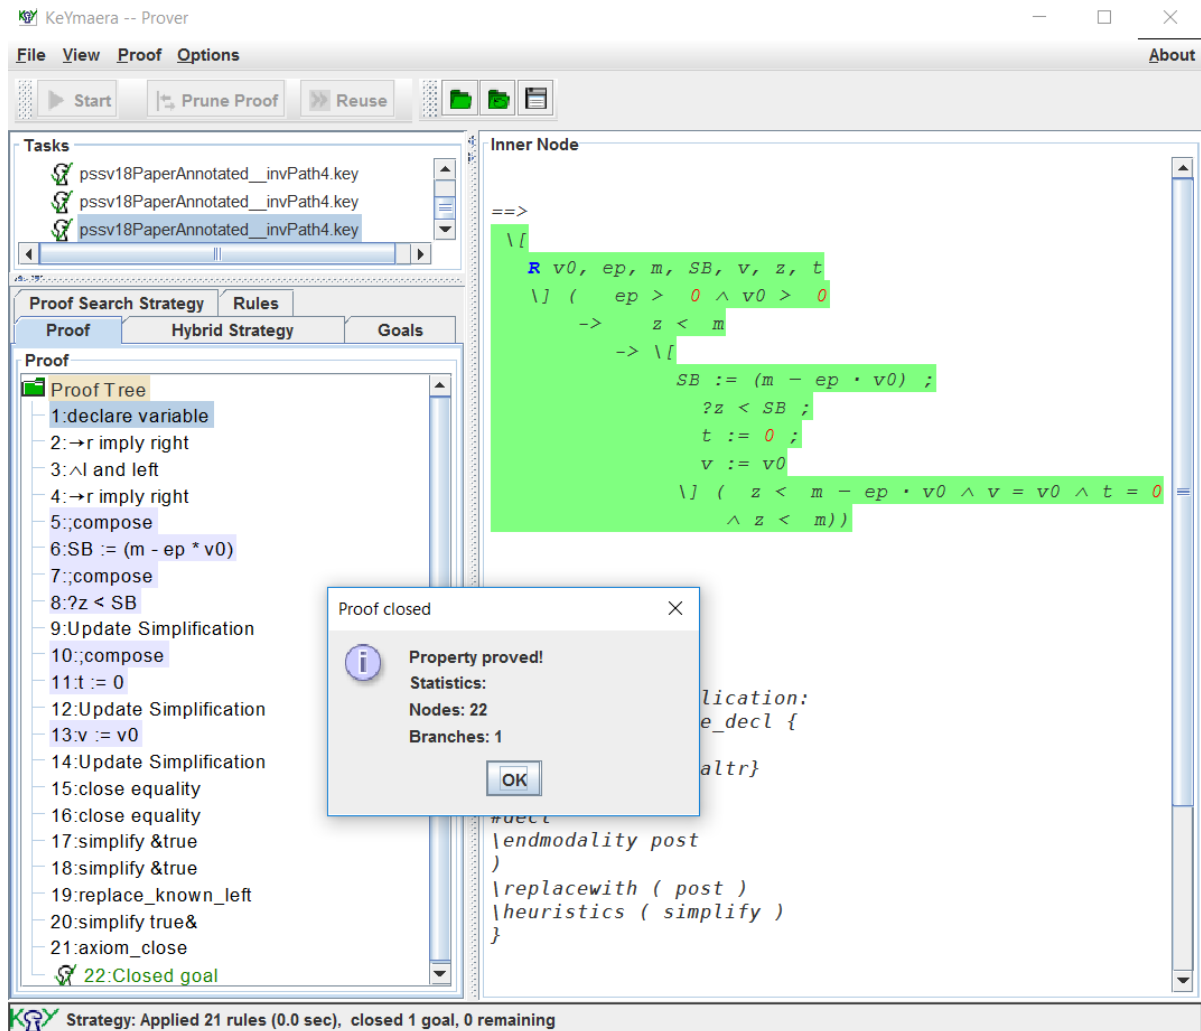 KeYmaera -- Prover
File View Proof Options About
Start Prune Proof Reuse
Tasks
pssv18PaperAnnotated__invPath4.key
pssv18PaperAnnotated__invPath4.key
pssv18PaperAnnotated__invPath4.key
Proof Search Strategy Rules
Proof Hybrid Strategy Goals
Proof
Proof Tree
1:declare variable
2:→r imply right
3:∧l and left
4:→r imply right
5:;compose
6:SB := (m - ep * v0)
7:;compose
8:?z < SB
9:Update Simplification
10:;compose
11:t := 0
12:Update Simplification
13:v := v0
14:Update Simplification
15:close equality
16:close equality
17:simplify &true
18:simplify &true
19:replace_known_left
20:simplify true&
21:axiom_close
22:Closed goal
Inner Node
==>
\[
R v0, ep, m, SB, v, z, t
\] ( ep > 0 ∧ v0 > 0
-> z < m
-> \[
SB := (m − ep · v0) ;
?z < SB ;
t := 0 ;
v := v0
\] ( z < m − ep · v0 ∧ v = v0 ∧ t = 0
∧ z < m))
lication:
e_decl {
altr}
#decl
\endmodality post
)
\replacewith ( post )
\heuristics ( simplify )
}
Proof closed
Property proved!
Statistics:
Nodes: 22
Branches: 1
OK
KeY Strategy: Applied 21 rules (0.0 sec), closed 1 goal, 0 remaining